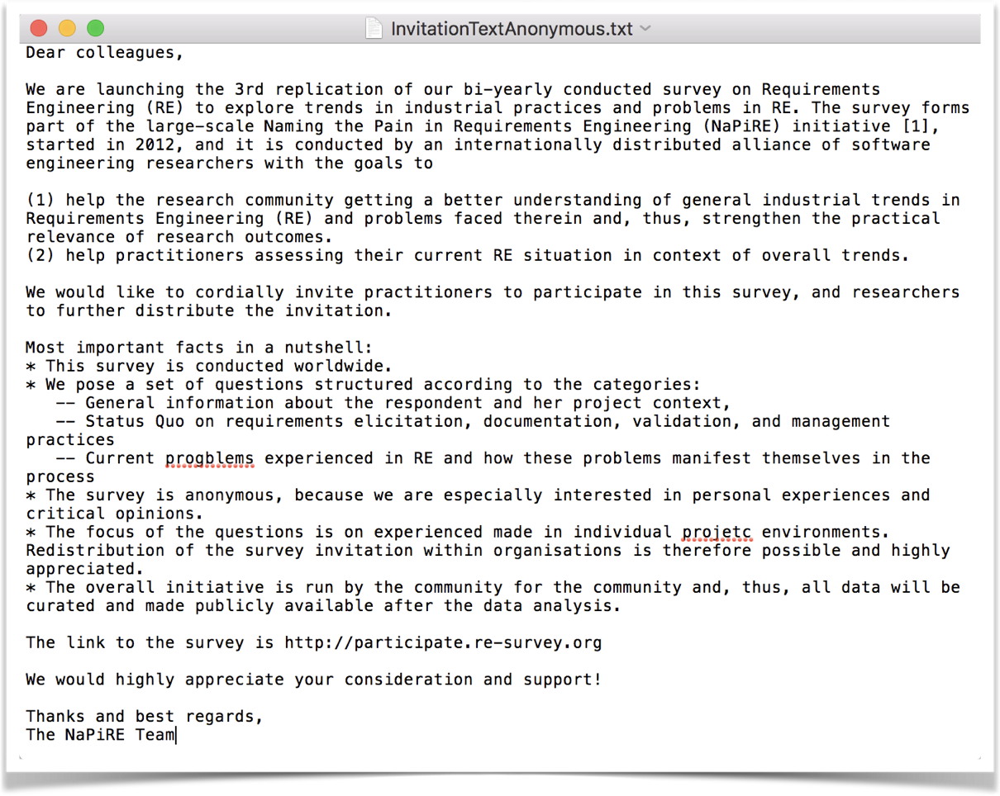 InvitationTextAnonymous.txt
Dear colleagues,
We are launching the 3rd replication of our bi-yearly conducted survey on Requirements
Engineering (RE) to explore trends in industrial practices and problems in RE. The survey forms
part of the large-scale Naming the Pain in Requirements Engineering (NaPiRE) initiative [1],
started in 2012, and it is conducted by an internationally distributed alliance of software
engineering researchers with the goals to
(1) help the research community getting a better understanding of general industrial trends in
Requirements Engineering (RE) and problems faced therein and, thus, strengthen the practical
relevance of research outcomes.
(2) help practitioners assessing their current RE situation in context of overall trends.
We would like to cordially invite practitioners to participate in this survey, and researchers
to further distribute the invitation.
Most important facts in a nutshell:
* This survey is conducted worldwide.
* We pose a set of questions structured according to the categories:
-- General information about the respondent and her project context,
-- Status Quo on requirements elicitation, documentation, validation, and management
practices
-- Current progblems experienced in RE and how these problems manifest themselves in the
process
* The survey is anonymous, because we are especially interested in personal experiences and
critical opinions.
* The focus of the questions is on experienced made in individual projetc environments.
Redistribution of the survey invitation within organisations is therefore possible and highly
appreciated.
* The overall initiative is run by the community for the community and, thus, all data will be
curated and made publicly available after the data analysis.
The link to the survey is http://participate.re-survey.org
We would highly appreciate your consideration and support!
Thanks and best regards,
The NaPiRE Team